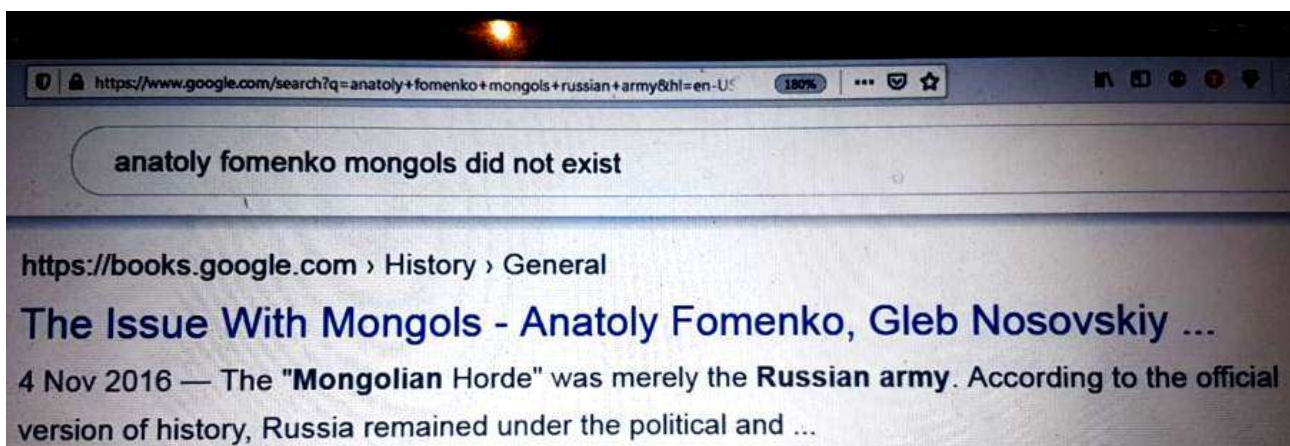 https://www.google.com/search?q=anatoly+fomenko+mongols+russian+army&hl=en-US
180%
anatoly fomenko mongols did not exist
https://books.google.com › History › General
The Issue With Mongols - Anatoly Fomenko, Gleb Nosovskiy ...
4 Nov 2016 — The "Mongolian Horde" was merely the Russian army. According to the official
version of history, Russia remained under the political and ...